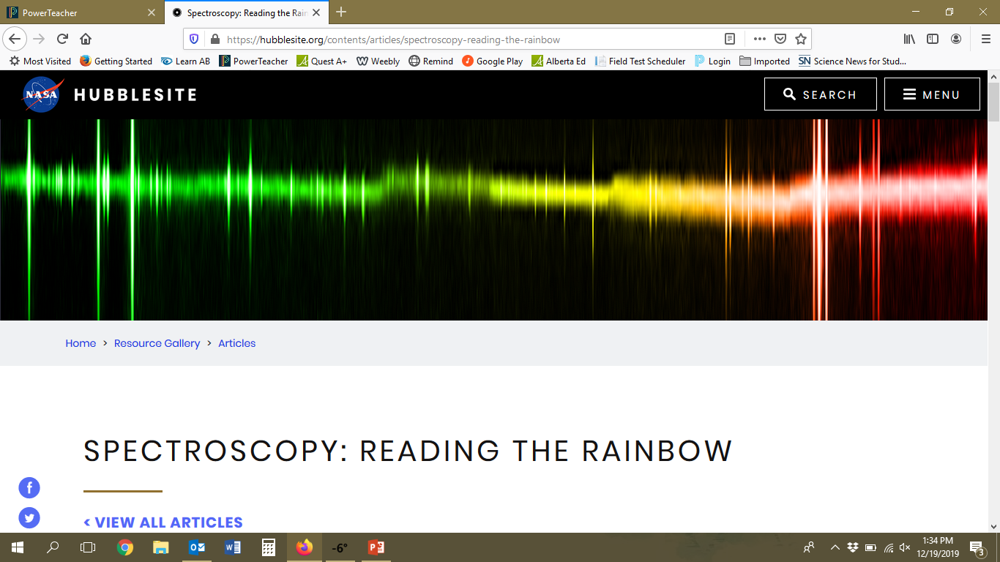 PowerTeacher
Spectroscopy: Reading the Rain
https://hubblesite.org/contents/articles/spectroscopy-reading-the-rainbow
Most Visited Getting Started Learn AB PowerTeacher Quest A+ Weebly Remind Google Play Alberta Ed Field Test Scheduler Login Imported Science News for Stud...
NASA HUBBLESITE SEARCH MENU
Home > Resource Gallery > Articles
SPECTROSCOPY: READING THE RAINBOW
< VIEW ALL ARTICLES
-6°
1:34 PM
12/19/2019
3